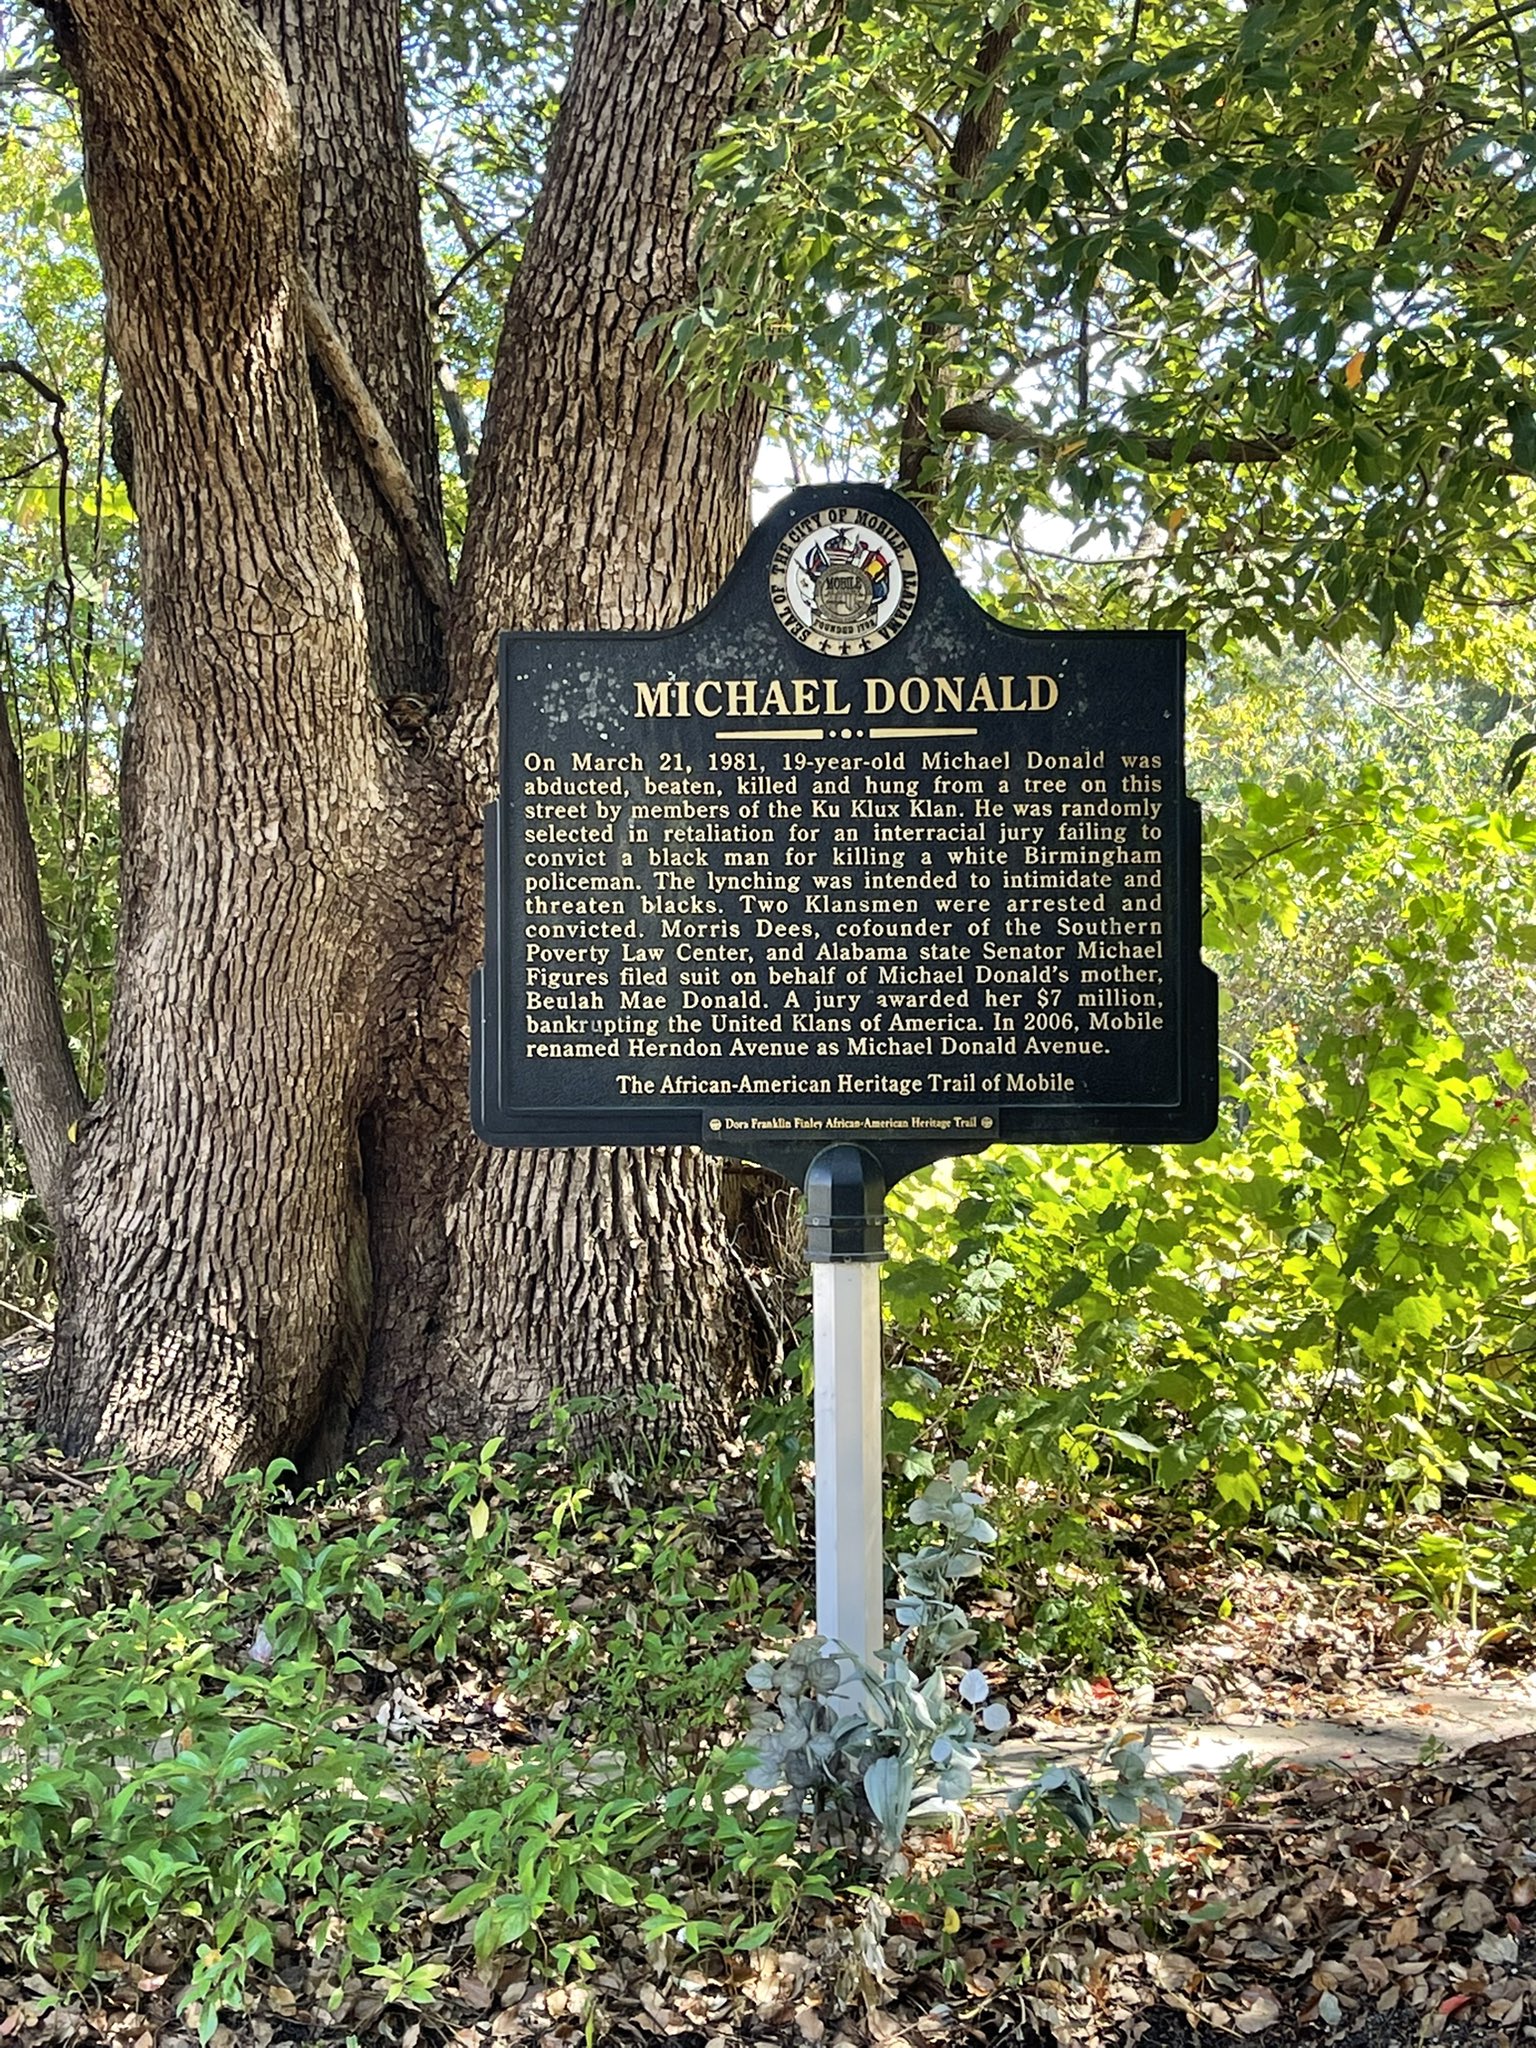 SEAL OF THE CITY OF MOBILE, ALABAMA
MOBILE
FOUNDED 1702
MICHAEL DONALD
On March 21, 1981, 19-year-old Michael Donald was
abducted, beaten, killed and hung from a tree on this
street by members of the Ku Klux Klan. He was randomly
selected in retaliation for an interracial jury failing to
convict a black man for killing a white Birmingham
policeman. The lynching was intended to intimidate and
threaten blacks. Two Klansmen were arrested and
convicted. Morris Dees, cofounder of the Southern
Poverty Law Center, and Alabama state Senator Michael
Figures filed suit on behalf of Michael Donald's mother,
Beulah Mae Donald. A jury awarded her $7 million,
bankrupting the United Klans of America. In 2006, Mobile
renamed Herndon Avenue as Michael Donald Avenue.
The African-American Heritage Trail of Mobile
Dora Franklin Finley African-American Heritage Trail